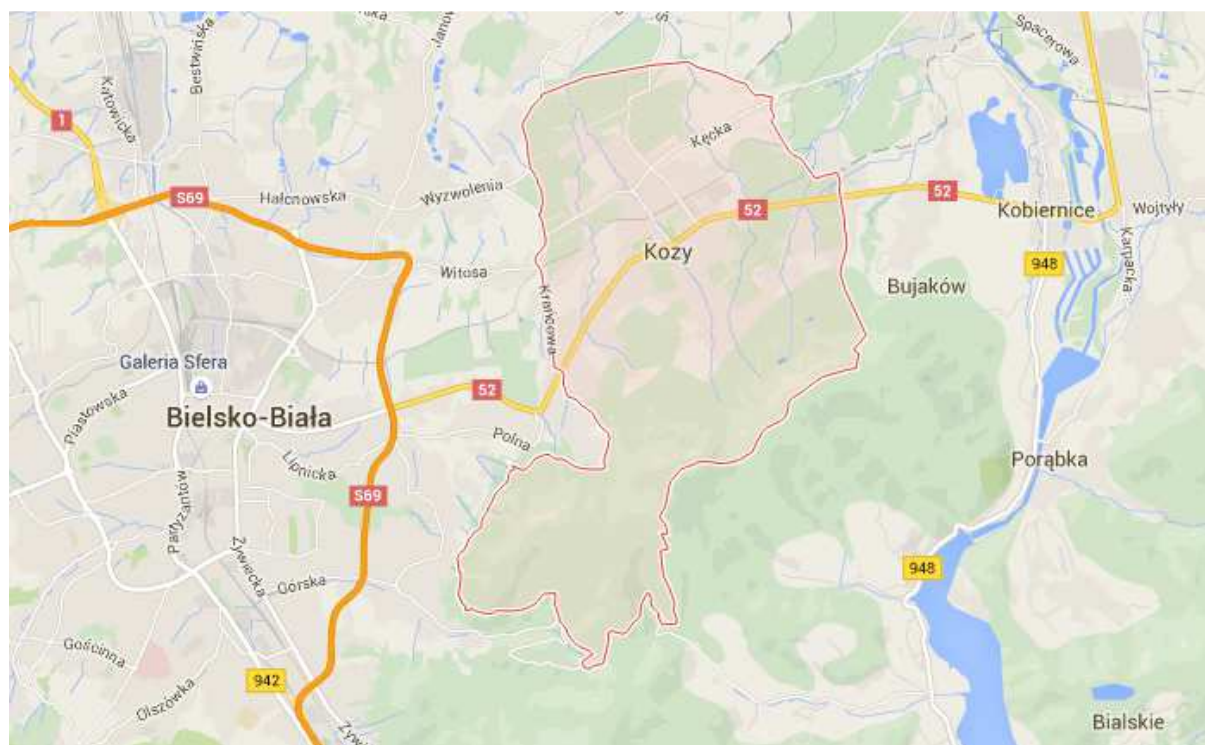 Spacerowa
Bestwińska
Janow
Katowicka
1
Kęcka
S69
Hałcnowska
Wyzwolenia
52
52
Kobiernice
Wojtyły
Kozy
Witosa
948
Karpacka
Bujaków
Krańcowa
Galeria Sfera
52
Piastowska
Bielsko-Biała
Polna
Lipnicka
Porąbka
S69
Partyzantów
Żywiecka
948
Górska
Gościnna
942
Olszówka
Bialskie